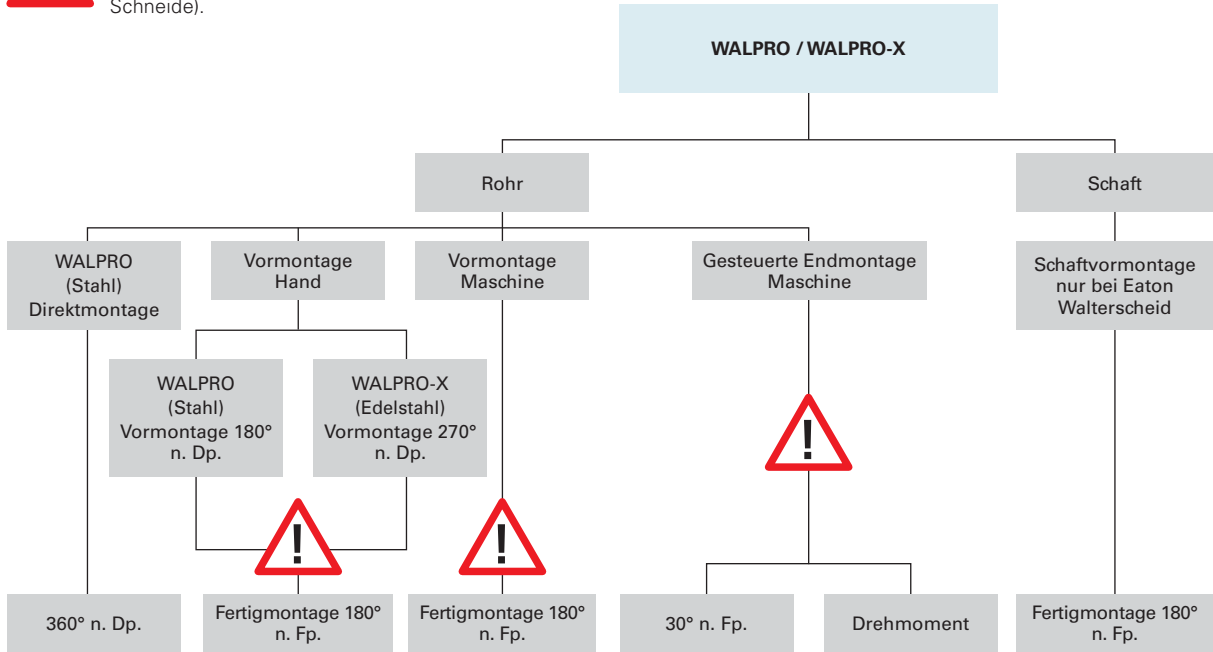 Schneide).
WALPRO / WALPRO-X
Rohr
Schaft
WALPRO
(Stahl)
Direktmontage
Vormontage
Hand
Vormontage
Maschine
Gesteuerte Endmontage
Maschine
Schaftvormontage
nur bei Eaton
Walterscheid
WALPRO
(Stahl)
Vormontage 180°
n. Dp.
WALPRO-X
(Edelstahl)
Vormontage 270°
n. Dp.
!
!
!
360° n. Dp.
Fertigmontage 180°
n. Fp.
Fertigmontage 180°
n. Fp.
30° n. Fp.
Drehmoment
Fertigmontage 180°
n. Fp.